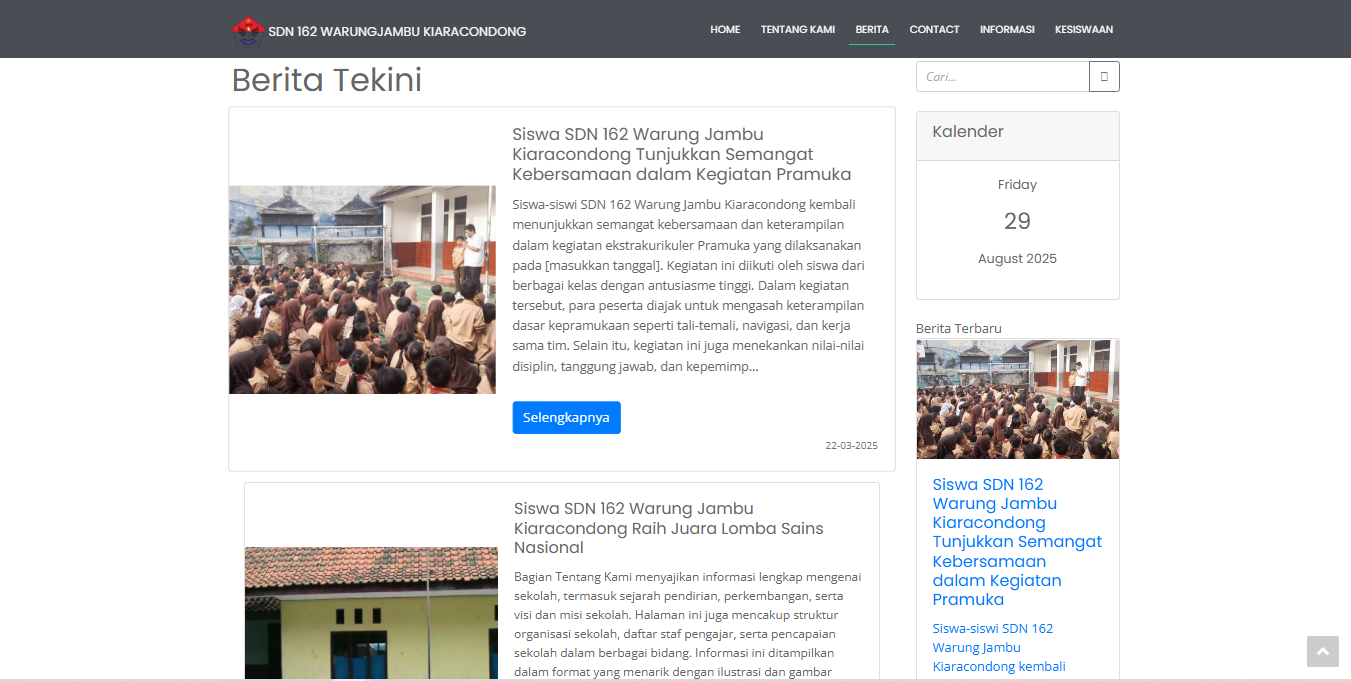 SDN 162 WARUNGJAMBU KIARACONDONG
HOME TENTANG KAMI BERITA CONTACT INFORMASI KESISWAAN
Berita Tekini
Siswa SDN 162 Warung Jambu
Kiaracondong Tunjukkan Semangat
Kebersamaan dalam Kegiatan Pramuka
Siswa-siswi SDN 162 Warung Jambu Kiaracondong kembali
menunjukkan semangat kebersamaan dan keterampilan
dalam kegiatan ekstrakurikuler Pramuka yang dilaksanakan
pada [masukkan tanggal]. Kegiatan ini diikuti oleh siswa dari
berbagai kelas dengan antusiasme tinggi. Dalam kegiatan
tersebut, para peserta diajak untuk mengasah keterampilan
dasar kepramukaan seperti tali-temali, navigasi, dan kerja
sama tim. Selain itu, kegiatan ini juga menekankan nilai-nilai
disiplin, tanggung jawab, dan kepemimp...
Selengkapnya
22-03-2025
Siswa SDN 162 Warung Jambu
Kiaracondong Raih Juara Lomba Sains
Nasional
Bagian Tentang Kami menyajikan informasi lengkap mengenai
sekolah, termasuk sejarah pendirian, perkembangan, serta
visi dan misi sekolah. Halaman ini juga mencakup struktur
organisasi sekolah, daftar staf pengajar, serta pencapaian
sekolah dalam berbagai bidang. Informasi ini ditampilkan
dalam format yang menarik dengan ilustrasi dan gambar
Cari...
Kalender
Friday
29
August 2025
Berita Terbaru
Siswa SDN 162
Warung Jambu
Kiaracondong
Tunjukkan Semangat
Kebersamaan
dalam Kegiatan
Pramuka
Siswa-siswi SDN 162
Warung Jambu
Kiaracondong kembali